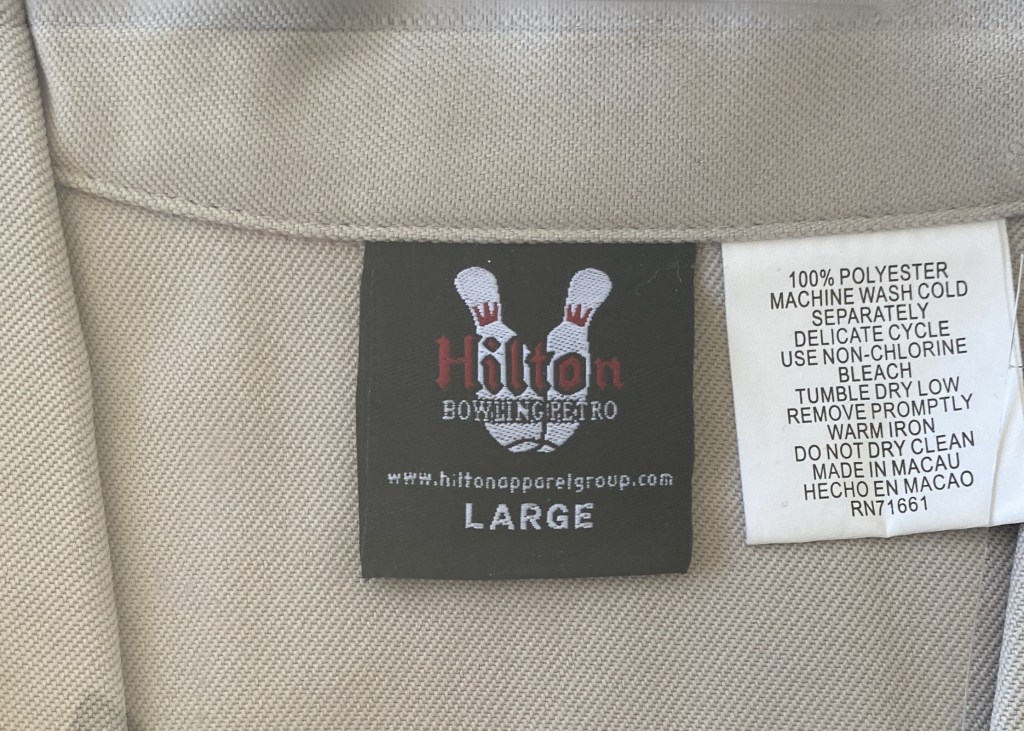 Hilton
BOWLING RETRO
www.hiltonapparelgroup.com
LARGE
100% POLYESTER
MACHINE WASH COLD
SEPARATELY
DELICATE CYCLE
USE NON-CHLORINE
BLEACH
TUMBLE DRY LOW
REMOVE PROMPTLY
WARM IRON
DO NOT DRY CLEAN
MADE IN MACAU
HECHO EN MACAO
RN71661